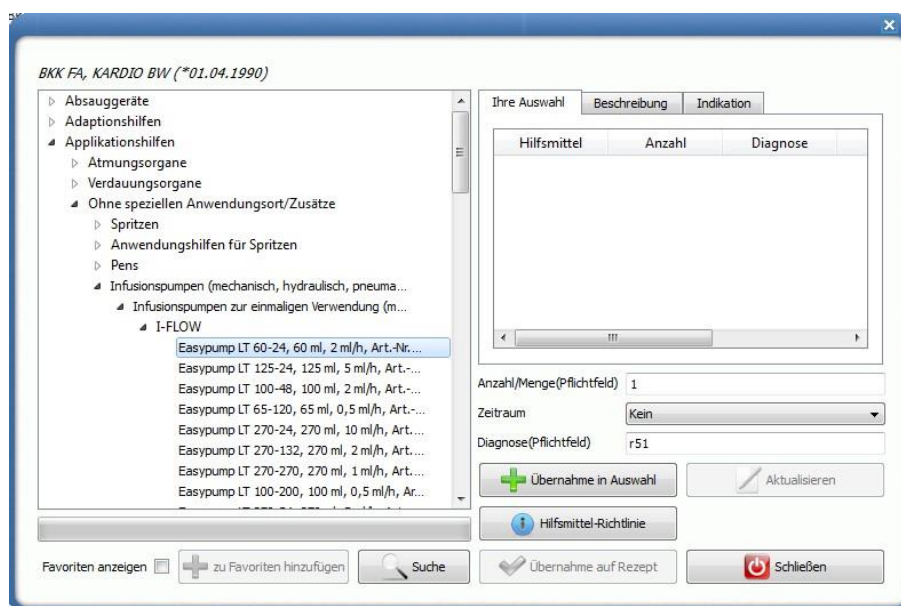 BKK FA, KARDIO BW (*01.04.1990)
Absauggeräte
Adaptionshilfen
Applikationshilfen
Atmungsorgane
Verdauungsorgane
Ohne speziellen Anwendungsort/Zusätze
Spritzen
Anwendungshilfen für Spritzen
Pens
Infusionspumpen (mechanisch, hydraulisch, pneuma...
Infusionspumpen zur einmaligen Verwendung (m...
I-FLOW
Easypump LT 60-24, 60 ml, 2 ml/h, Art.-Nr....
Easypump LT 125-24, 125 ml, 5 ml/h, Art.-...
Easypump LT 100-48, 100 ml, 2 ml/h, Art.-...
Easypump LT 65-120, 65 ml, 0,5 ml/h, Art.-...
Easypump LT 270-24, 270 ml, 10 ml/h, Art....
Easypump LT 270-132, 270 ml, 2 ml/h, Art....
Easypump LT 270-270, 270 ml, 1 ml/h, Art....
Easypump LT 100-200, 100 ml, 0,5 ml/h, Ar...
Ihre Auswahl Beschreibung Indikation
Hilfsmittel Anzahl Diagnose
Anzahl/Menge(Pflichtfeld) 1
Zeitraum Kein
Diagnose(Pflichtfeld) r51
Übernahme in Auswahl Aktualisieren
Hilfsmittel-Richtlinie
Favoriten anzeigen zu Favoriten hinzufügen Suche Übernahme auf Rezept Schließen